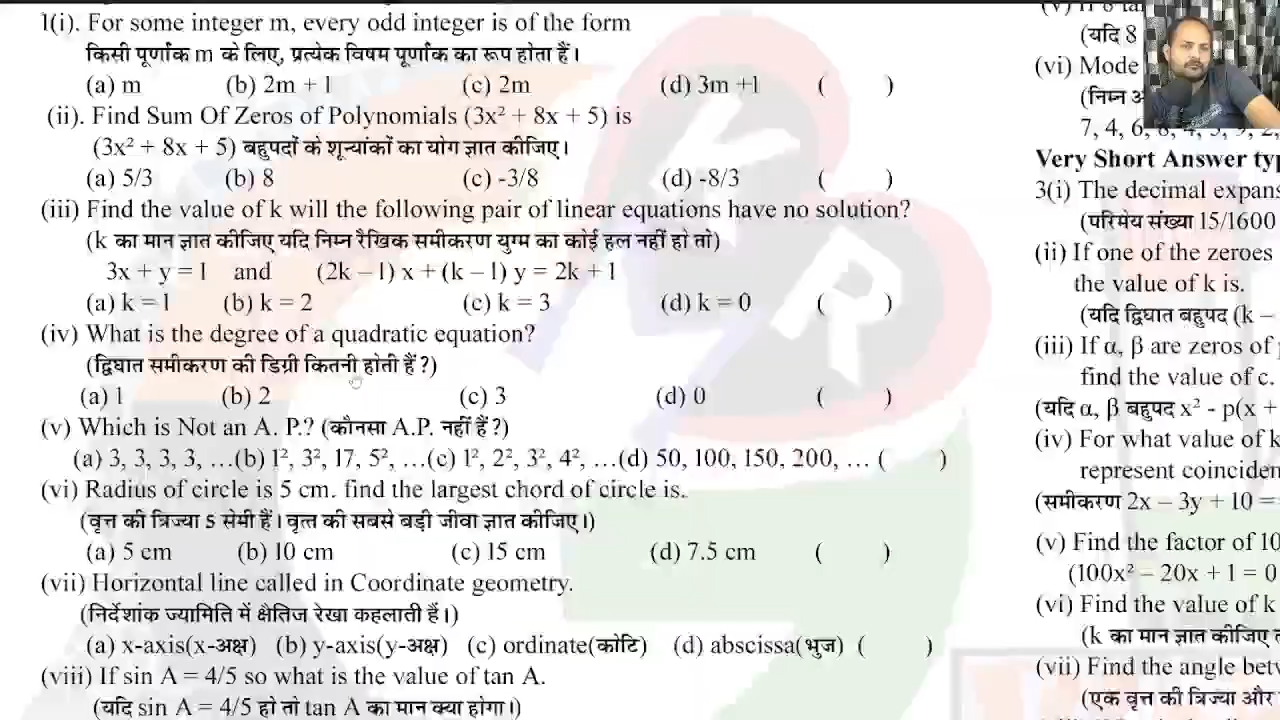 1(i). For some integer m, every odd integer is of the form
किसी पूर्णांक m के लिए, प्रत्येक विषम पूर्णांक का रूप होता हैं।
(a) m (b) 2m + 1 (c) 2m (d) 3m +1 ( )
(ii). Find Sum Of Zeros of Polynomials (3x² + 8x + 5) is
(3x² + 8x + 5) बहुपदों के शून्यांकों का योग ज्ञात कीजिए।
(a) 5/3 (b) 8 (c) -3/8 (d) -8/3 ( )
(iii) Find the value of k will the following pair of linear equations have no solution?
(k का मान ज्ञात कीजिए यदि निम्न रैखिक समीकरण युग्म का कोई हल नहीं हो तो)
3x + y = 1 and (2k – 1) x + (k – 1) y = 2k + 1
(a) k = 1 (b) k = 2 (c) k = 3 (d) k = 0 ( )
(iv) What is the degree of a quadratic equation?
(द्विघात समीकरण की डिग्री कितनी होती हैं ?)
(a) 1 (b) 2 (c) 3 (d) 0 ( )
(v) Which is Not an A. P.? (कौनसा A.P. नहीं हैं ?)
(a) 3, 3, 3, 3, …(b) 1², 3², 17, 5², …(c) 1², 2², 3², 4², …(d) 50, 100, 150, 200, … ( )
(vi) Radius of circle is 5 cm. find the largest chord of circle is.
(वृत्त की त्रिज्या 5 सेमी हैं। वृत्त की सबसे बड़ी जीवा ज्ञात कीजिए।)
(a) 5 cm (b) 10 cm (c) 15 cm (d) 7.5 cm ( )
(vii) Horizontal line called in Coordinate geometry.
(निर्देशांक ज्यामिति में क्षैतिज रेखा कहलाती हैं।)
(a) x-axis(x-अक्ष) (b) y-axis(y-अक्ष) (c) ordinate(कोटि) (d) abscissa(भुज) ( )
(viii) If sin A = 4/5 so what is the value of tan A.
(यदि sin A = 4/5 हो तो tan A का मान क्या होगा।)
(यदि 8
(vi) Mode
(निम्न
7, 4, 6,
Very Short Answer
3(i) The decimal
(परिमेय संख्या 15/1600
(ii) If one of the zeroes
the value of k is.
(यदि द्विघात बहुपद (k –
(iii) If α, β are zeros of
find the value of c.
(यदि α, β बहुपद x² - p(x +
(iv) For what value of k
represent
(समीकरण 2x – 3y + 10 =
(v) Find the factor of 10
(100x² – 20x + 1 = 0
(vi) Find the value of k
(k का मान ज्ञात कीजिए
(vii) Find the angle
(एक वृत्त की त्रिज्या और
K
R